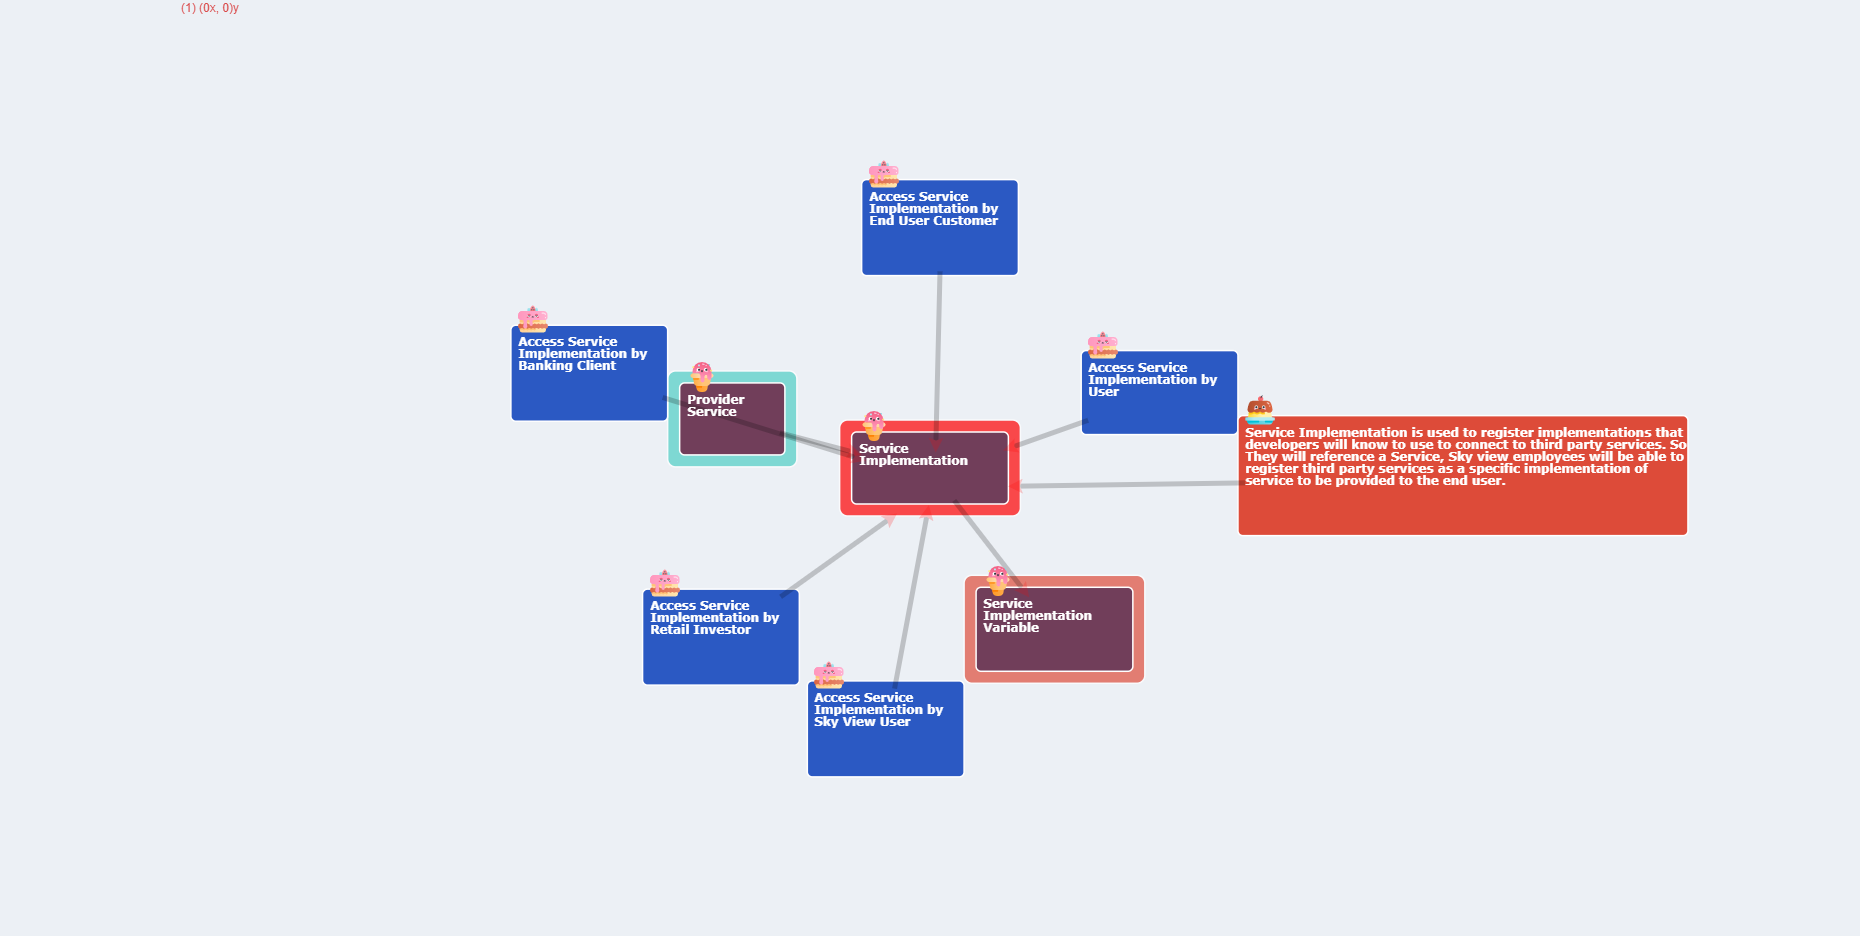 (1) (0x, 0)y
Access Service
Implementation by
End User Customer
Access Service
Implementation by
Banking Client
Access Service
Implementation by
User
Provider
Service
Service
Implementation
Service Implementation is used to register implementations that
developers will know to use to connect to third party services. So
They will reference a Service, Sky view employees will be able to
register third party services as a specific implementation of
service to be provided to the end user.
Access Service
Implementation by
Retail Investor
Service
Implementation
Variable
Access Service
Implementation by
Sky View User